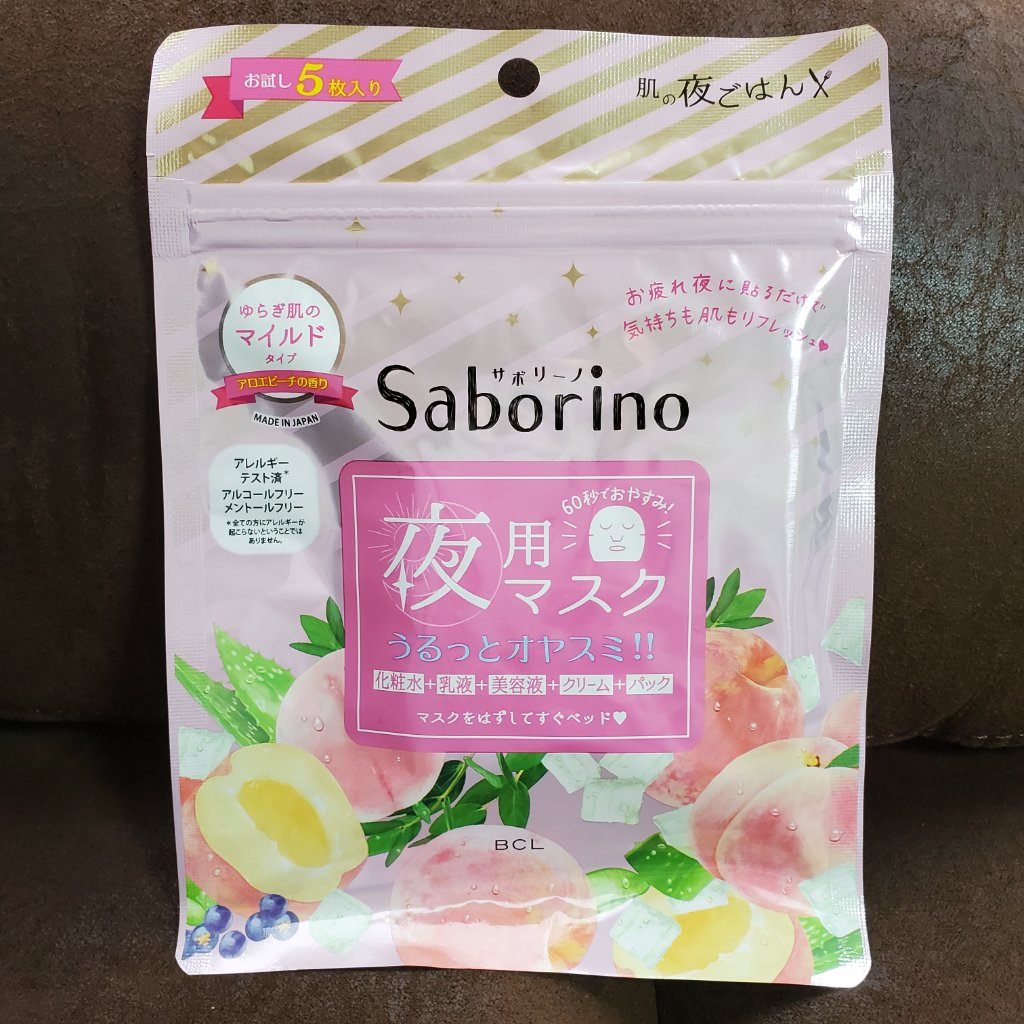 お試し5枚入り
肌の夜ごはん
お疲れ夜に貼るだけで
気持ちも肌もリフレッシュ♥
ゆらぎ肌の
マイルド
タイプ
アロエピーチの香り
MADE IN JAPAN
サボリーノ
Saborino
アレルギー
テスト済*
アルコールフリー
メントールフリー
*全ての方にアレルギーが
起こらないということでは
ありません。
60秒でおやすみ!
夜用
マスク
うるっとオヤスミ!!
化粧水+乳液+美容液+クリーム+パック
マスクをはずしてすぐベッド♥
BCL